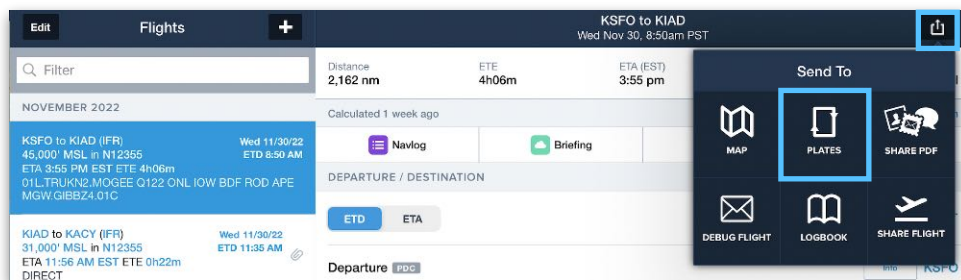 Edit
Flights
+
KSFO to KIAD
Wed Nov 30, 8:50am PST
Filter
Distance
2,162 nm
ETE
4h06m
ETA (EST)
3:55 pm
Send To
MAP
PLATES
SHARE PDF
DEBUG FLIGHT
LOGBOOK
SHARE FLIGHT
NOVEMBER 2022
Calculated 1 week ago
KSFO to KIAD (IFR)
Wed 11/30/22
45,000' MSL in N12355
ETD 8:50 AM
ETA 3:55 PM EST ETE 4h06m
01L.TRUKN2.MOGEE Q122 ONL IOW BDF ROD APE
MGW.GIBBZ4.01C
Navlog
Briefing
DEPARTURE / DESTINATION
ETD
ETA
KIAD to KACY (IFR)
Wed 11/30/22
31,000' MSL in N12355
ETD 11:35 AM
ETA 11:56 AM EST ETE 0h22m
DIRECT
Departure PDC
Info
KSFO